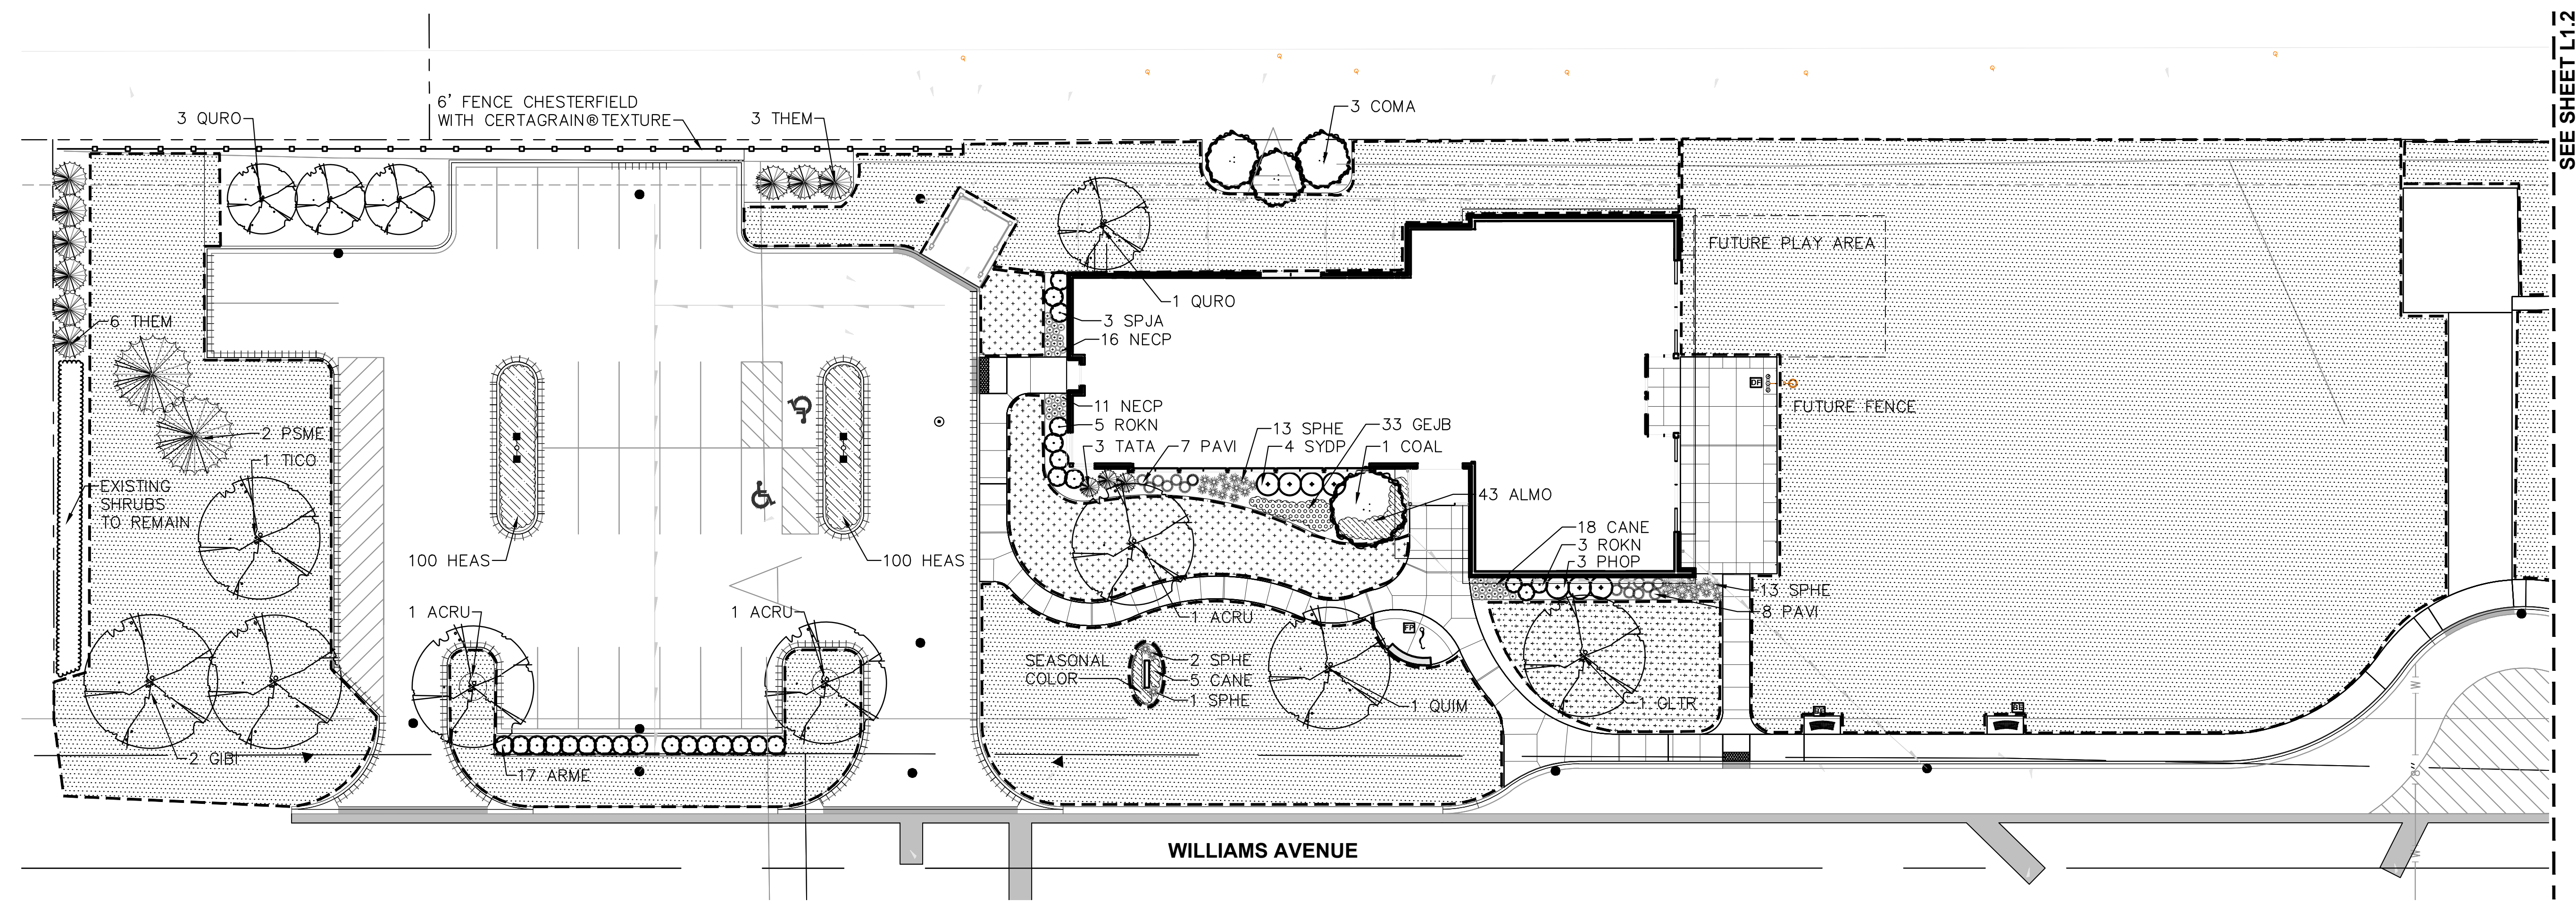 SEE SHEET L1.2
3 QURO
6' FENCE CHESTERFIELD
WITH CERTAGRAIN® TEXTURE
3 THEM
3 COMA
FUTURE PLAY AREA
1 QURO
3 SPJA
16 NECP
6 THEM
DF
FUTURE FENCE
11 NECP
5 ROKN
3 TATA
7 PAVI
13 SPHE
4 SYDP
33 GEJB
1 COAL
2 PSME
1 TICO
EXISTING
SHRUBS
TO REMAIN
43 ALMO
18 CANE
3 ROKN
3 PHOP
100 HEAS
100 HEAS
13 SPHE
8 PAVI
1 ACRU
1 ACRU
1 ACRU
FP
SEASONAL
COLOR
2 SPHE
5 CANE
1 SPHE
1 QUIM
1 GLTR
BE
2 GIBI
17 ARME
W
8"
W
WILLIAMS AVENUE